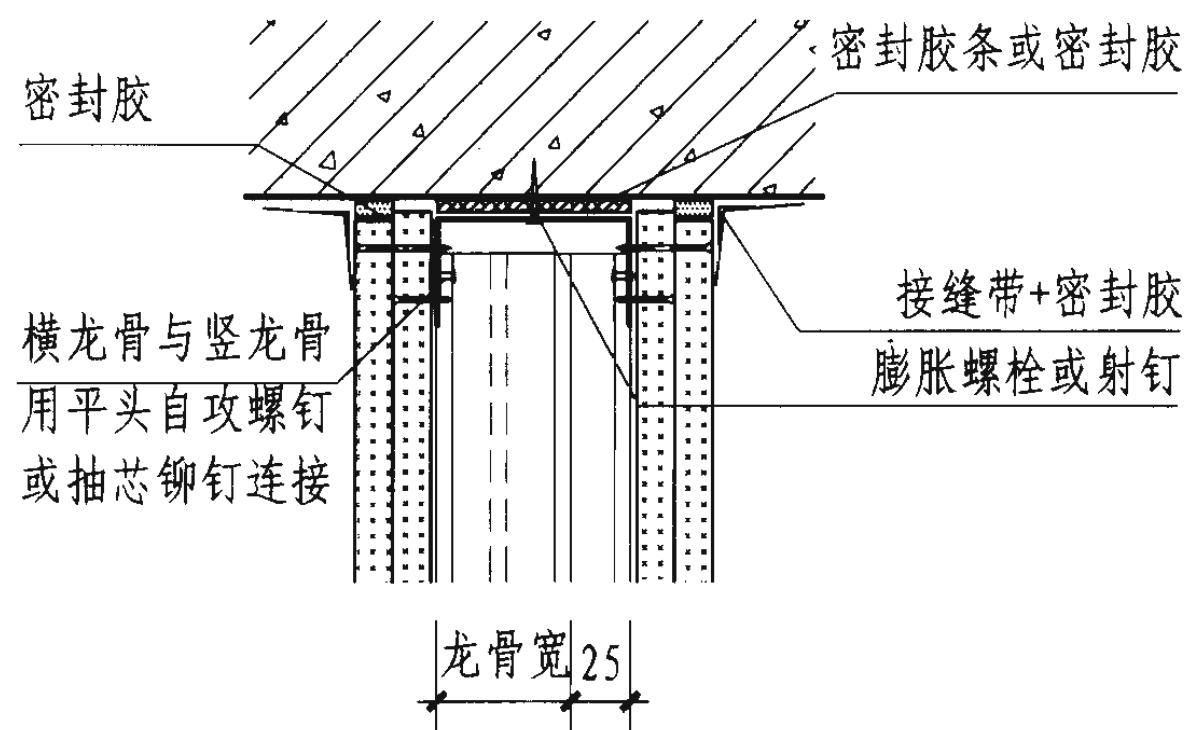 密封胶条或密封胶
密封胶
接缝带+密封胶
横龙骨与竖龙骨
用平头自攻螺钉
或抽芯铆钉连接
膨胀螺栓或射钉
龙骨宽 25